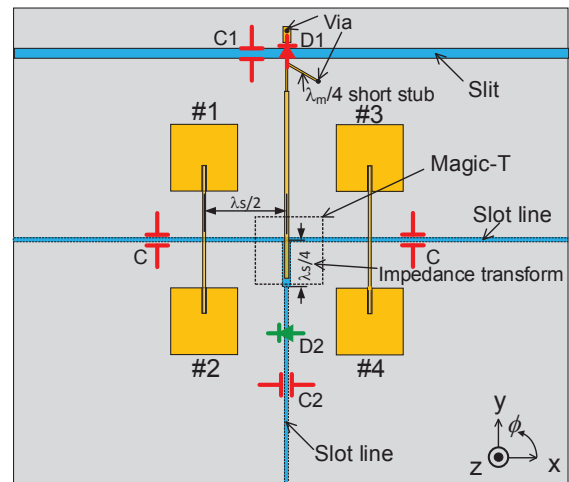 Via
C1
D1
Slit
λm/4 short stub
#1
#3
Magic-T
λs/2
Slot line
C
C
λs/4
Impedance transform
D2
#2
#4
C2
y
ϕ
Slot line
z
x